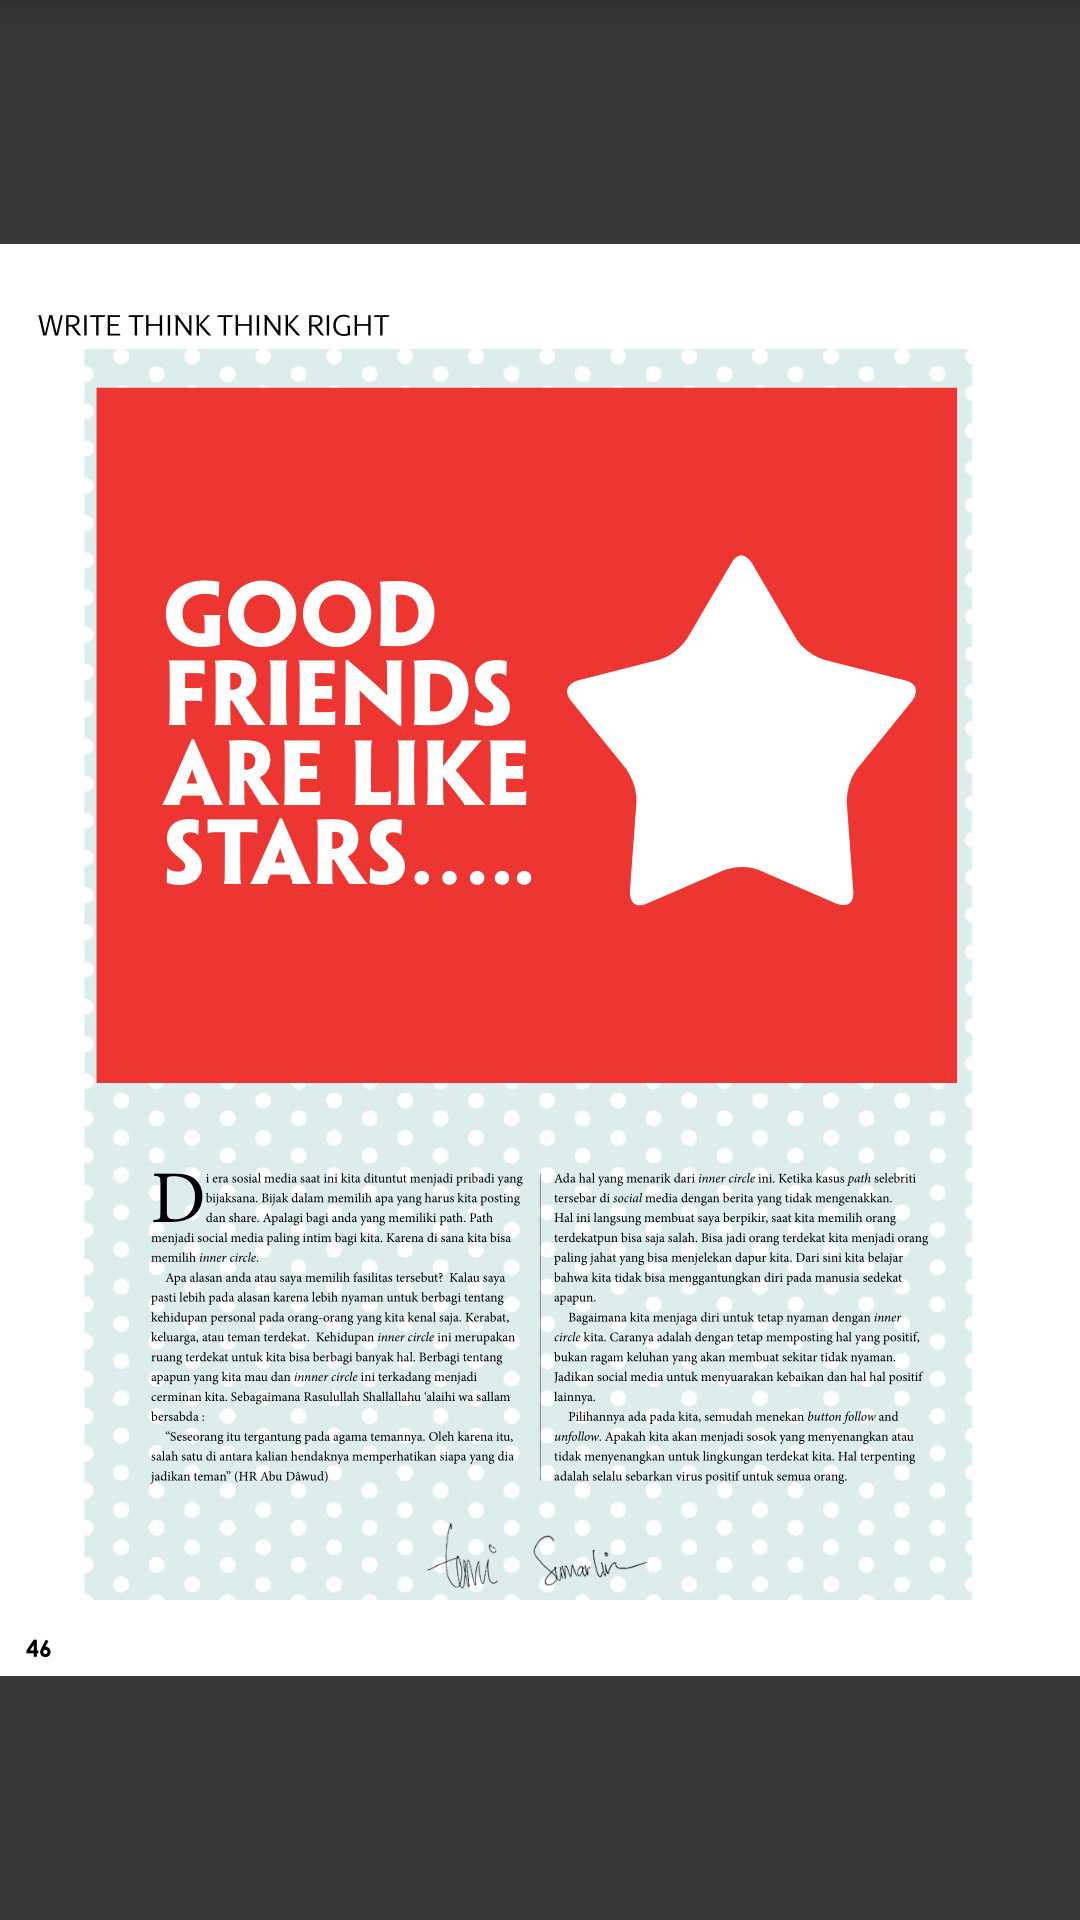 WRITE THINK THINK RIGHT
GOOD
FRIENDS
ARE LIKE
STARS.....
Di era sosial media saat ini kita dituntut menjadi pribadi yang
bijaksana. Bijak dalam memilih apa yang harus kita posting
dan share. Apalagi bagi anda yang memiliki path. Path
menjadi social media paling intim bagi kita. Karena di sana kita bisa
memilih inner circle.
Apa alasan anda atau saya memilih fasilitas tersebut?  Kalau saya
pasti lebih pada alasan karena lebih nyaman untuk berbagi tentang
kehidupan personal pada orang-orang yang kita kenal saja. Kerabat,
keluarga, atau teman terdekat.  Kehidupan inner circle ini merupakan
ruang terdekat untuk kita bisa berbagi banyak hal. Berbagi tentang
apapun yang kita mau dan innner circle ini terkadang menjadi
cerminan kita. Sebagaimana Rasulullah Shallallahu ‘alaihi wa sallam
bersabda :
“Seseorang itu tergantung pada agama temannya. Oleh karena itu,
salah satu di antara kalian hendaknya memperhatikan siapa yang dia
jadikan teman” (HR Abu Dâwud)
Ada hal yang menarik dari inner circle ini. Ketika kasus path selebriti
tersebar di social media dengan berita yang tidak mengenakkan.
Hal ini langsung membuat saya berpikir, saat kita memilih orang
terdekatpun bisa saja salah. Bisa jadi orang terdekat kita menjadi orang
paling jahat yang bisa menjelekan dapur kita. Dari sini kita belajar
bahwa kita tidak bisa menggantungkan diri pada manusia sedekat
apapun.
Bagaimana kita menjaga diri untuk tetap nyaman dengan inner
circle kita. Caranya adalah dengan tetap memposting hal yang positif,
bukan ragam keluhan yang akan membuat sekitar tidak nyaman.
Jadikan social media untuk menyuarakan kebaikan dan hal hal positif
lainnya.
Pilihannya ada pada kita, semudah menekan button follow and
unfollow. Apakah kita akan menjadi sosok yang menyenangkan atau
tidak menyenangkan untuk lingkungan terdekat kita. Hal terpenting
adalah selalu sebarkan virus positif untuk semua orang.
temi Sumarlin
46